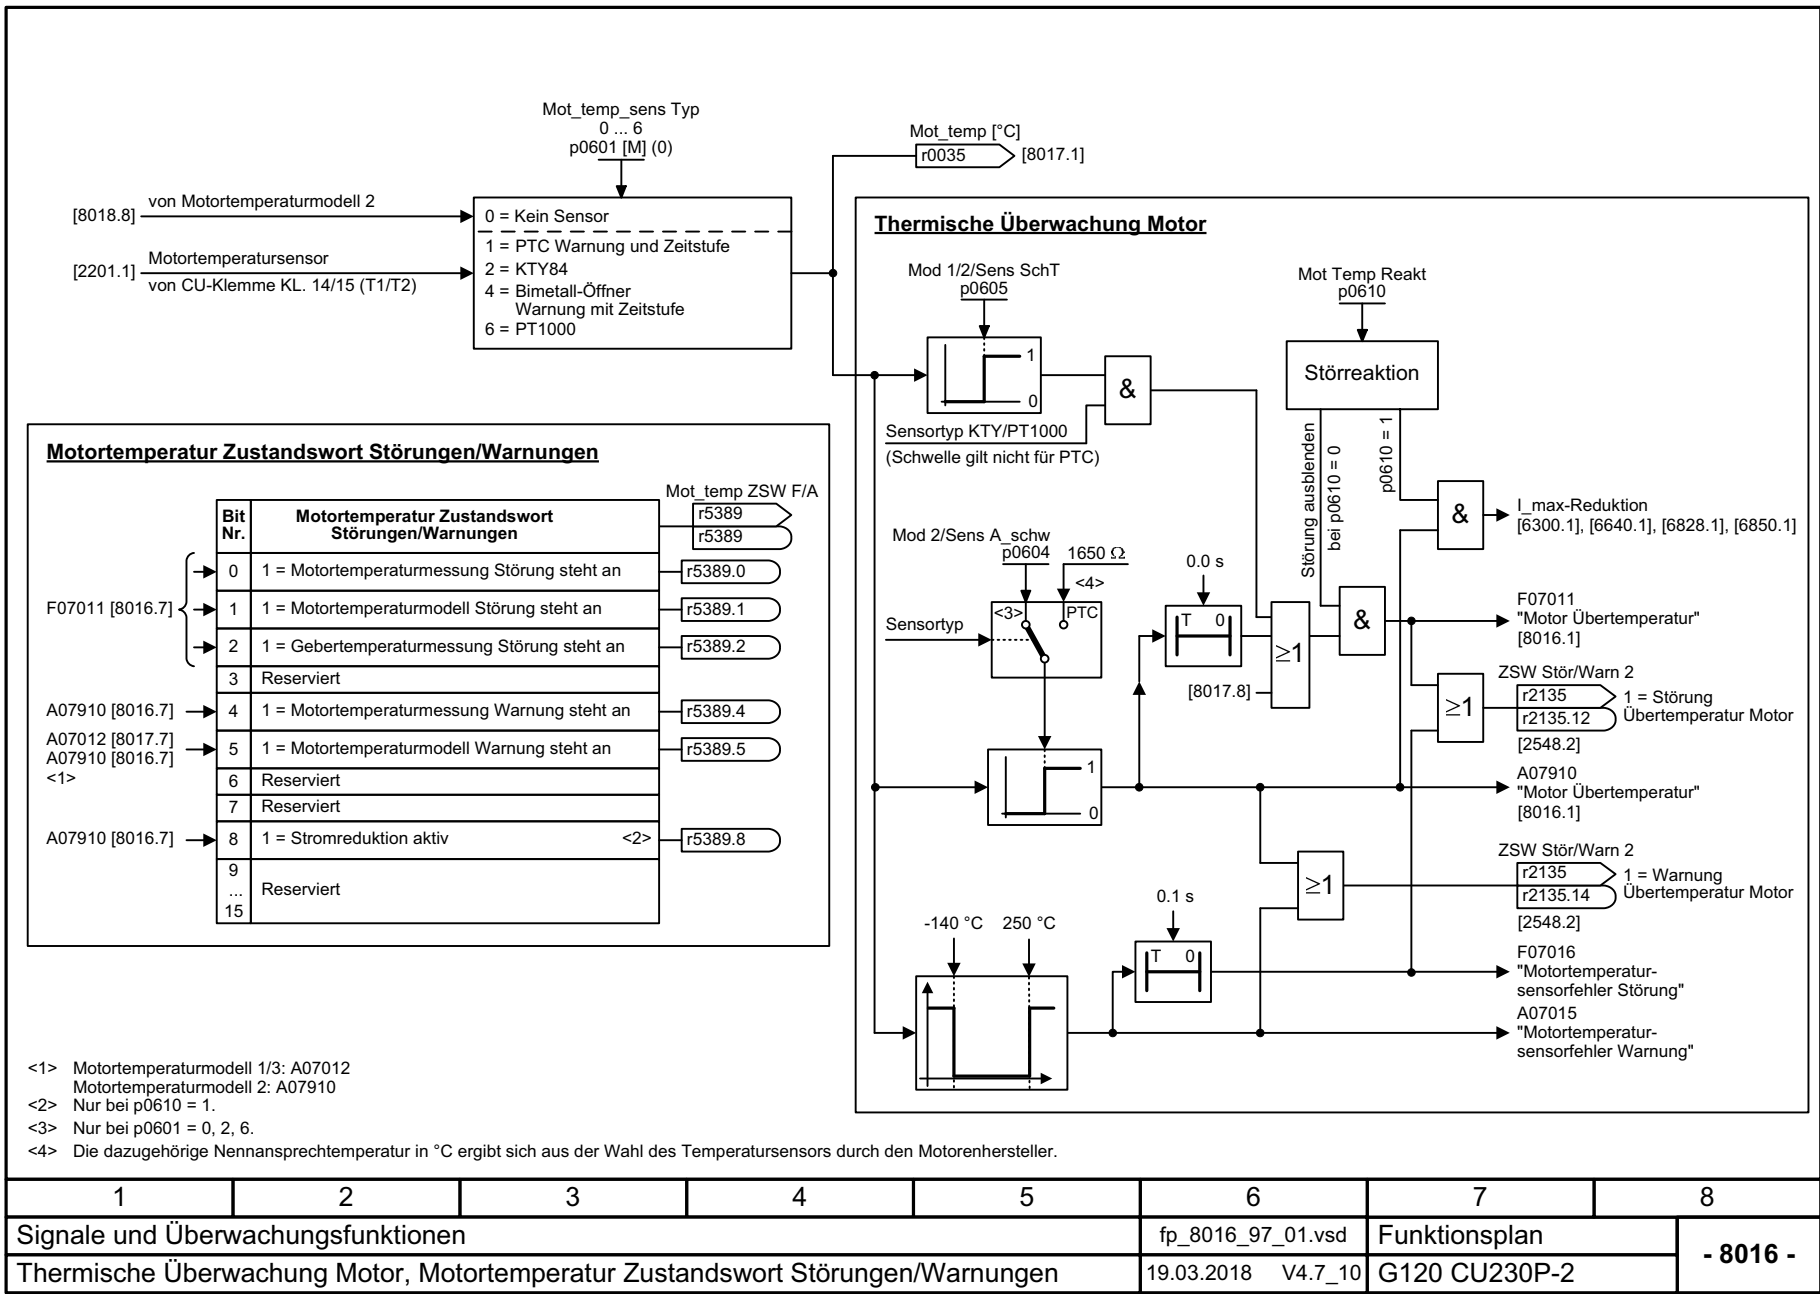 Mot_temp_sens Typ
0 ... 6
p0601 [M] (0)
Mot_temp [°C]
r0035
[8017.1]
[8018.8]
von Motortemperaturmodell 2
[2201.1]
Motortemperatursensor
von CU-Klemme KL. 14/15 (T1/T2)
0 = Kein Sensor
1 = PTC Warnung und Zeitstufe
2 = KTY84
4 = Bimetall-Öffner
Warnung mit Zeitstufe
6 = PT1000
Thermische Überwachung Motor
Mod 1/2/Sens SchT
p0605
1
0
&
Sensortyp KTY/PT1000
(Schwelle gilt nicht für PTC)
Mot Temp Reakt
p0610
Störreaktion
Störung ausblenden
bei p0610 = 0
p0610 = 1
&
I_max-Reduktion
[6300.1], [6640.1], [6828.1], [6850.1]
Mod 2/Sens A_schw
p0604
1650 Ω
<4>
<3>
PTC
Sensortyp
0.0 s
T 0
≥1
[8017.8]
&
F07011
"Motor Übertemperatur"
[8016.1]
ZSW Stör/Warn 2
r2135
r2135.12
1 = Störung
Übertemperatur Motor
[2548.2]
≥1
1
0
A07910
"Motor Übertemperatur"
[8016.1]
ZSW Stör/Warn 2
r2135
r2135.14
1 = Warnung
Übertemperatur Motor
[2548.2]
≥1
0.1 s
T 0
-140 °C
250 °C
F07016
"Motortemperatur-
sensorfehler Störung"
A07015
"Motortemperatur-
sensorfehler Warnung"
Motortemperatur Zustandswort Störungen/Warnungen
Mot_temp ZSW F/A
Bit
Nr.
Motortemperatur Zustandswort
Störungen/Warnungen
r5389
r5389
F07011 [8016.7]
0 1 = Motortemperaturmessung Störung steht an r5389.0
1 1 = Motortemperaturmodell Störung steht an r5389.1
2 1 = Gebertemperaturmessung Störung steht an r5389.2
3 Reserviert
A07910 [8016.7] 4 1 = Motortemperaturmessung Warnung steht an r5389.4
A07012 [8017.7]
A07910 [8016.7]
<1>
5 1 = Motortemperaturmodell Warnung steht an r5389.5
6 Reserviert
7 Reserviert
A07910 [8016.7] 8 1 = Stromreduktion aktiv <2> r5389.8
9
...
15
Reserviert
<1> Motortemperaturmodell 1/3: A07012
Motortemperaturmodell 2: A07910
<2> Nur bei p0610 = 1.
<3> Nur bei p0601 = 0, 2, 6.
<4> Die dazugehörige Nennansprechtemperatur in °C ergibt sich aus der Wahl des Temperatursensors durch den Motorenhersteller.
1 2 3 4 5 6 7 8
Signale und Überwachungsfunktionen
fp_8016_97_01.vsd
Funktionsplan
- 8016 -
Thermische Überwachung Motor, Motortemperatur Zustandswort Störungen/Warnungen
19.03.2018 V4.7_10
G120 CU230P-2